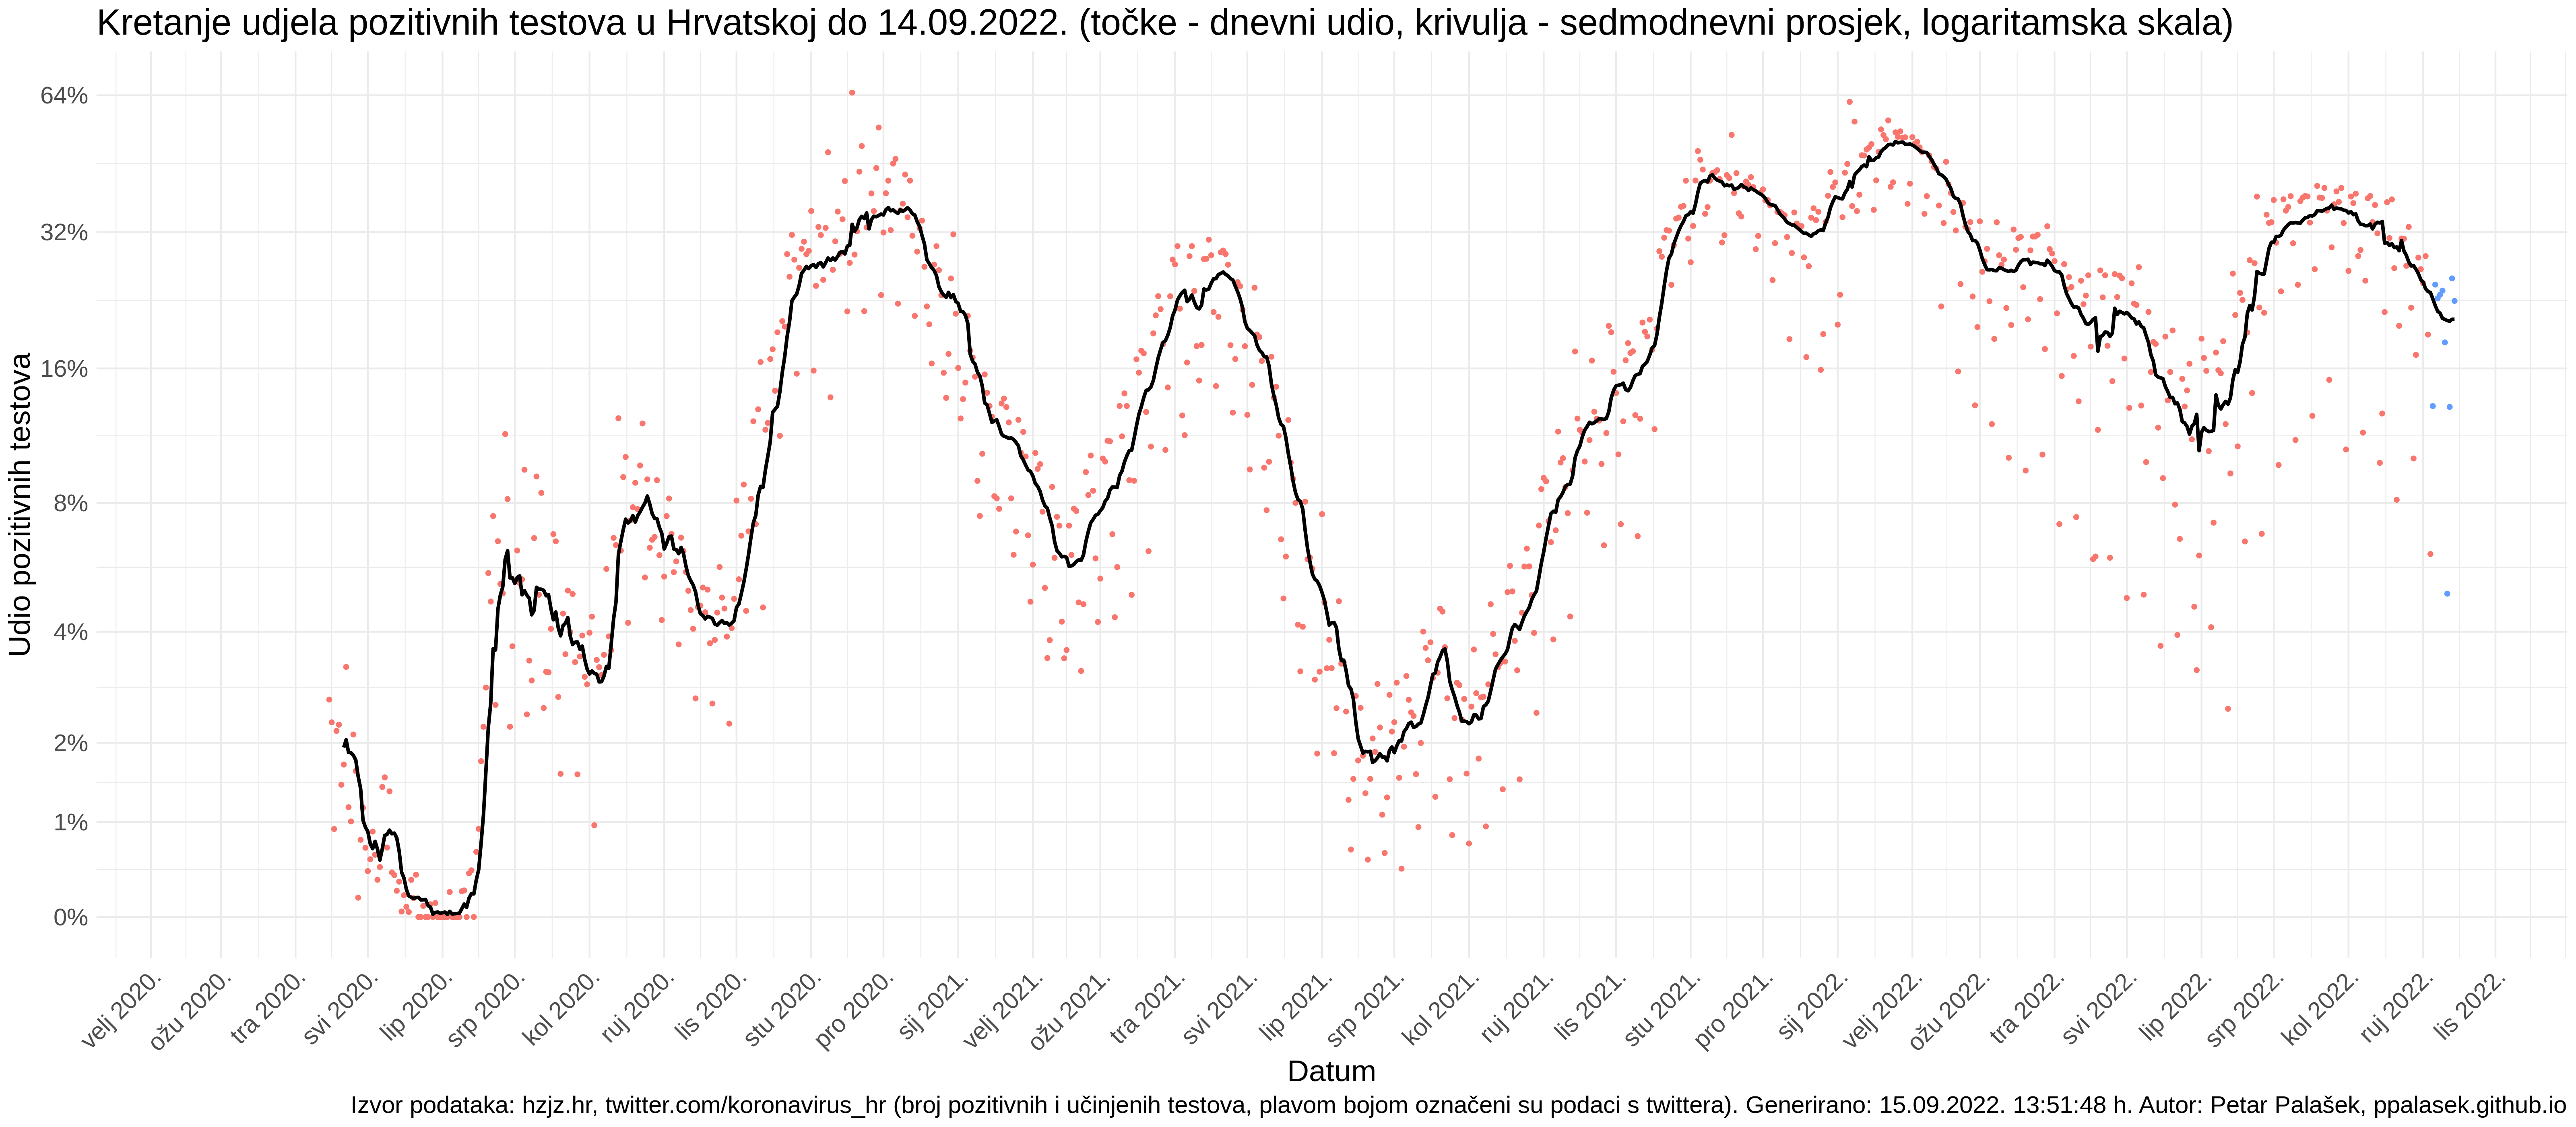 Kretanje udjela pozitivnih testova u Hrvatskoj do 14.09.2022. (točke - dnevni udio, krivulja - sedmodnevni prosjek, logaritamska skala)
Udio pozitivnih testova
64%
32%
16%
8%
4%
2%
1%
0%
velj 2020.
ožu 2020.
tra 2020.
svi 2020.
lip 2020.
srp 2020.
kol 2020.
ruj 2020.
lis 2020.
stu 2020.
pro 2020.
sij 2021.
velj 2021.
ožu 2021.
tra 2021.
svi 2021.
lip 2021.
srp 2021.
kol 2021.
ruj 2021.
lis 2021.
stu 2021.
pro 2021.
sij 2022.
velj 2022.
ožu 2022.
tra 2022.
svi 2022.
lip 2022.
srp 2022.
kol 2022.
ruj 2022.
lis 2022.
Datum
Izvor podataka: hzjz.hr, twitter.com/koronavirus_hr (broj pozitivnih i učinjenih testova, plavom bojom označeni su podaci s twittera). Generirano: 15.09.2022. 13:51:48 h. Autor: Petar Palašek, ppalasek.github.io